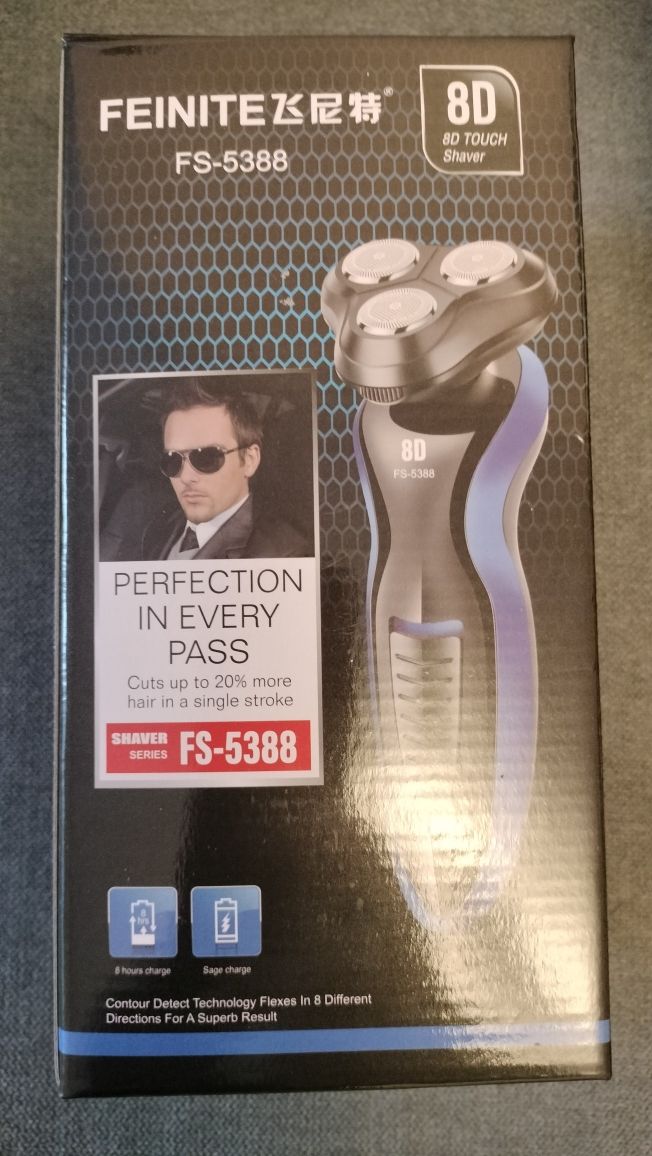 FEINITE飞尼特®
FS-5388
8D
8D TOUCH
Shaver
8D
FS-5388
PERFECTION
IN EVERY
PASS
Cuts up to 20% more
hair in a single stroke
SHAVER
SERIES
FS-5388
8
hrs
8 hours charge
Sage charge
Contour Detect Technology Flexes In 8 Different
Directions For A Superb Result